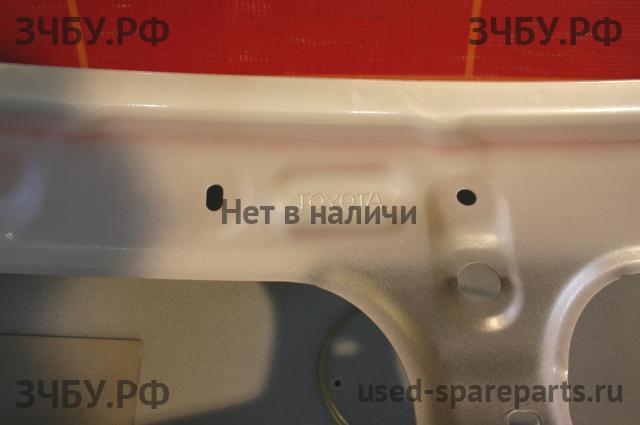 ЗЧБУ.РФ ЗЧБУ.РФ
TOYOTA
Нет в наличи
ЗЧБУ.РФ used-spareparts.ru